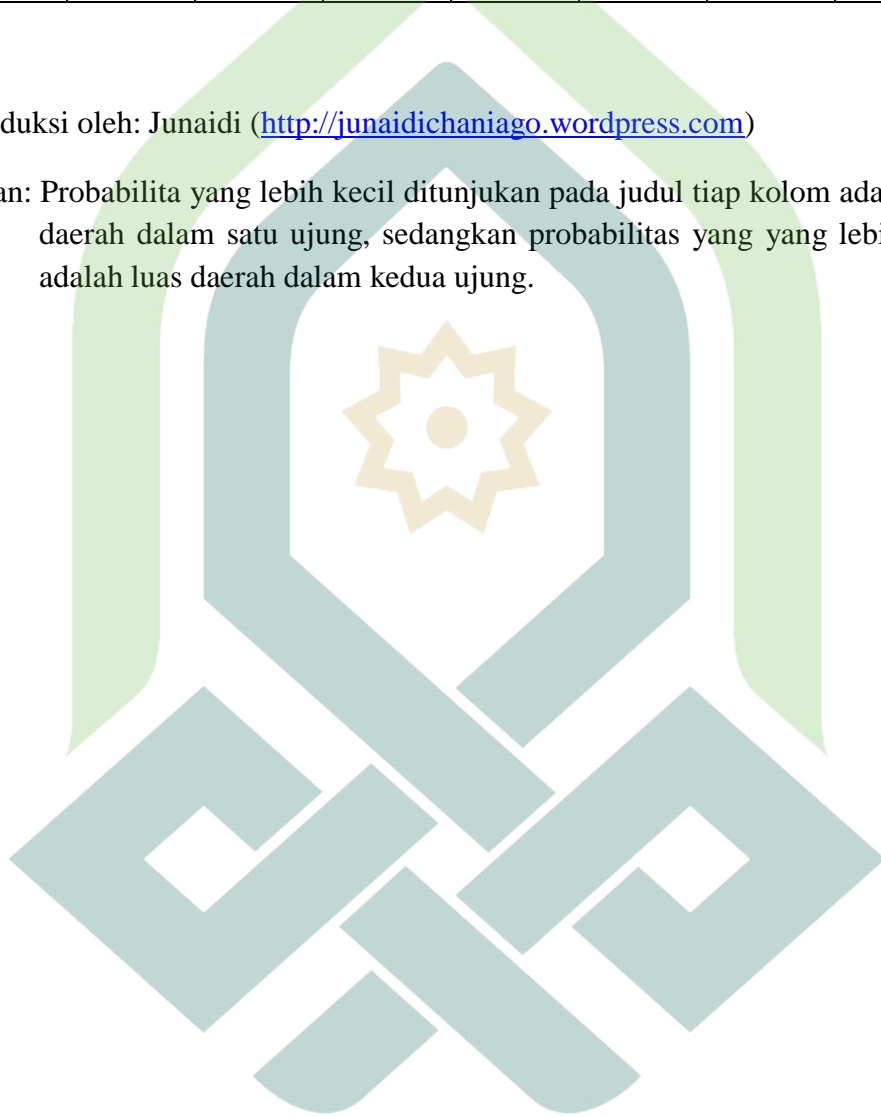 duksi oleh: Junaidi (http://junaidichaniago.wordpress.com)
an: Probabilita yang lebih kecil ditunjukan pada judul tiap kolom ada
daerah dalam satu ujung, sedangkan probabilitas yang yang lebi
adalah luas daerah dalam kedua ujung.